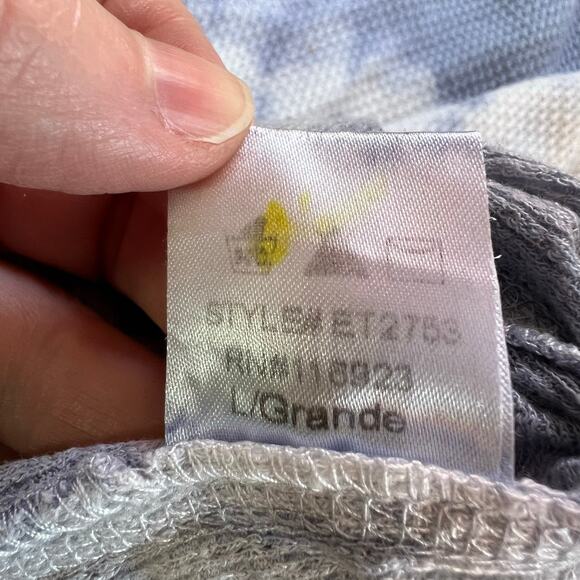 STYLE# ET2753
RN# 116923
L/Grande